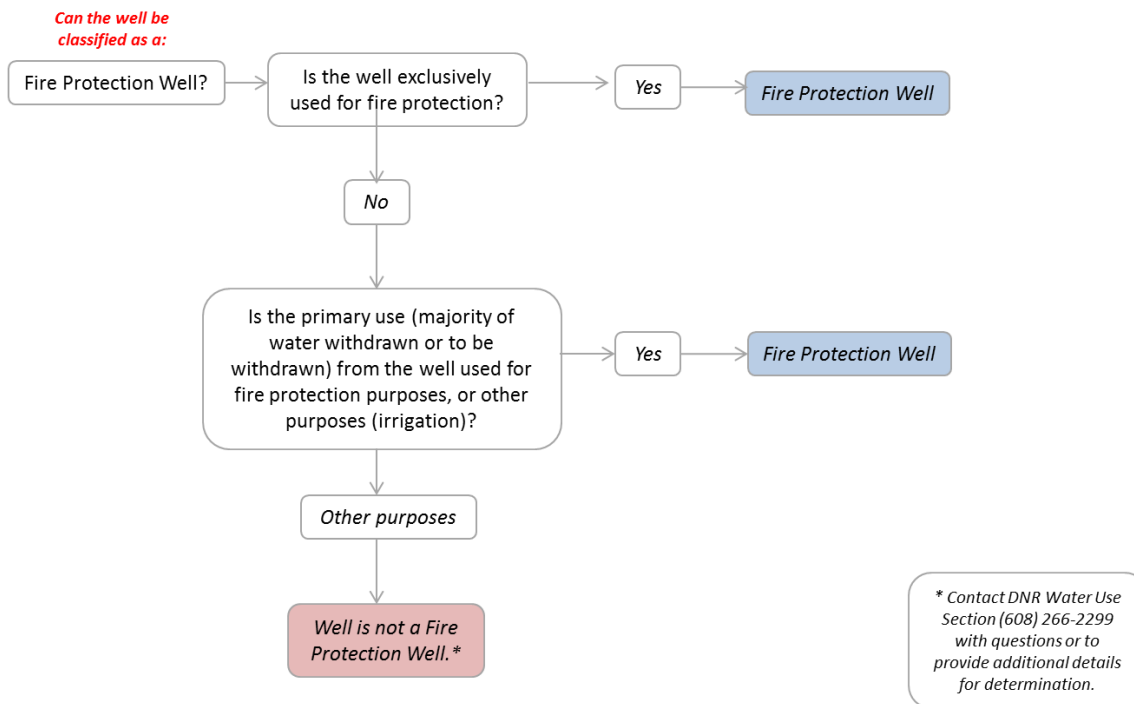 Can the well be
classified as a:
Fire Protection Well?
Is the well exclusively
used for fire protection?
Yes
Fire Protection Well
No
Is the primary use (majority of
water withdrawn or to be
withdrawn) from the well used for
fire protection purposes, or other
purposes (irrigation)?
Yes
Fire Protection Well
Other purposes
Well is not a Fire
Protection Well.*
* Contact DNR Water Use
Section (608) 266-2299
with questions or to
provide additional details
for determination.